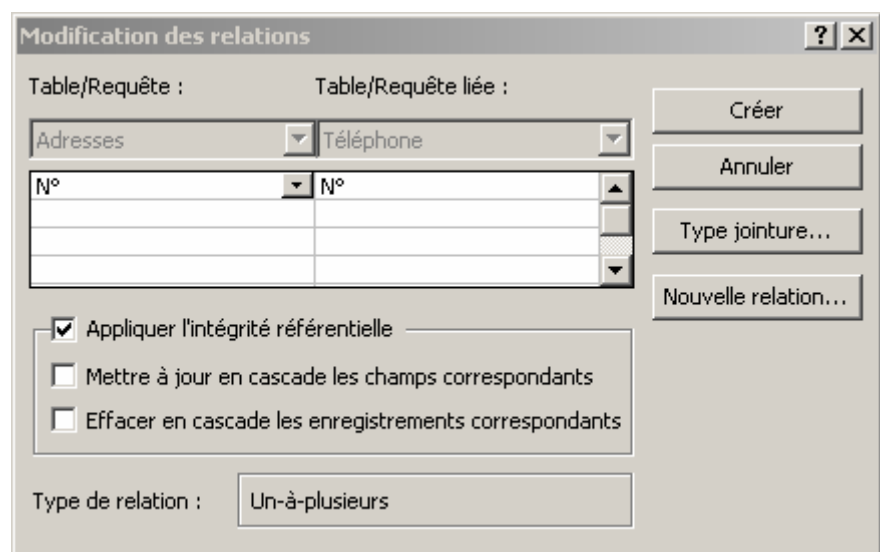 Modification des relations
Table/Requête :
Table/Requête liée :
Adresses
Téléphone
N°
N°
Créer
Annuler
Type jointure...
Nouvelle relation...
Appliquer l'intégrité référentielle
Mettre à jour en cascade les champs correspondants
Effacer en cascade les enregistrements correspondants
Type de relation :
Un-à-plusieurs